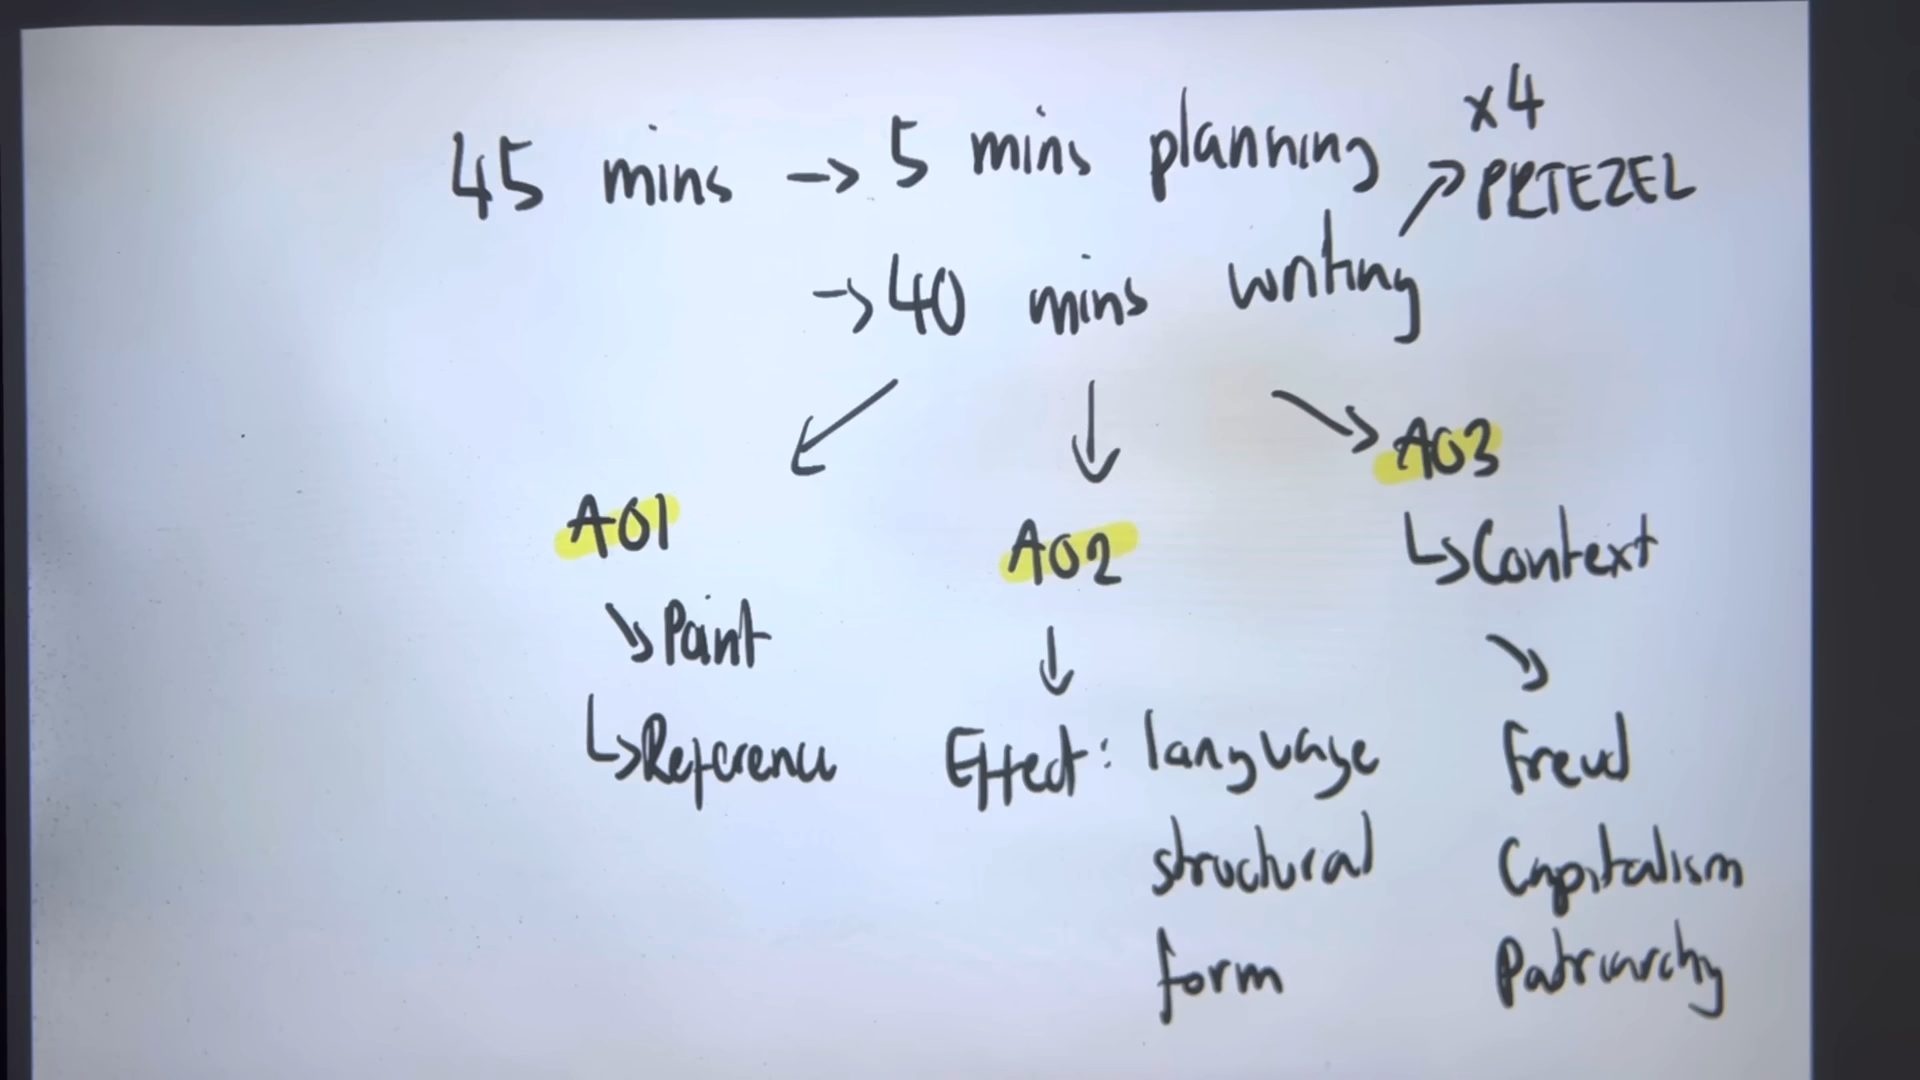 45 mins → 5 mins planning
x4
↗ PRTEZEL
→ 40 mins writing
AO1
↘ Point
↳ Reference
AO2
↓
Effect: language
structural
form
AO3
↳ Context
↘
Freud
Capitalism
Patriarchy